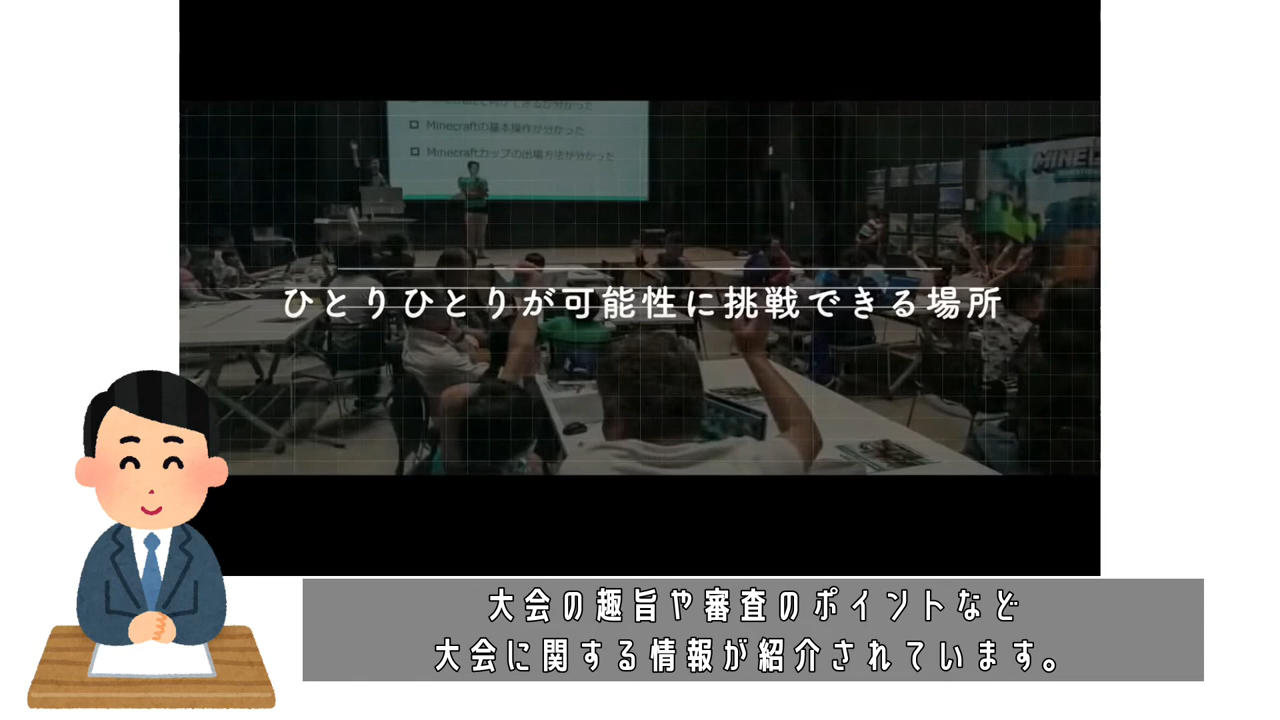 Minecraftの基本操作が分かった
Minecraftカップの出場方法が分かった
ひとりひとりが可能性に挑戦できる場所
大会の趣旨や審査のポイントなど
大会に関する情報が紹介されています。